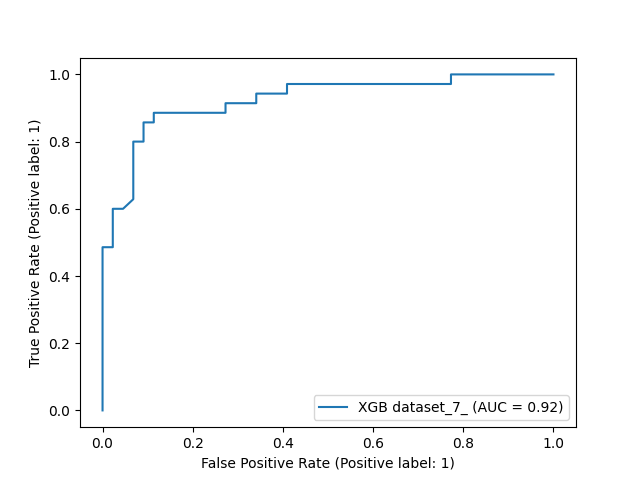 1.0
0.8
0.6
0.4
0.2
0.0
True Positive Rate (Positive label: 1)
XGB dataset_7_ (AUC = 0.92)
0.0 0.2 0.4 0.6 0.8 1.0
False Positive Rate (Positive label: 1)